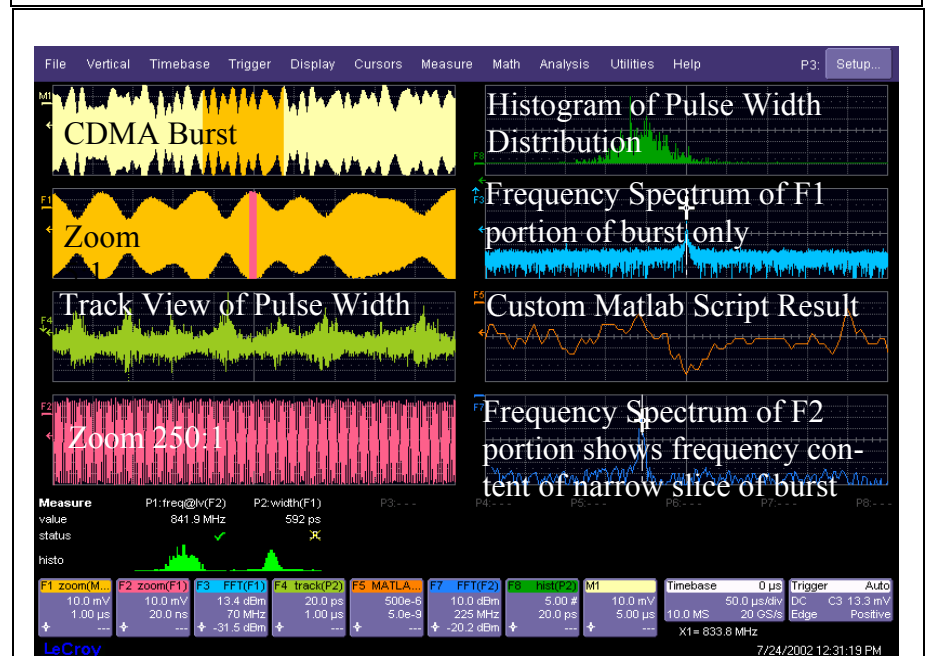 File Vertical Timebase Trigger Display Cursors Measure Math Analysis Utilities Help P3: Setup...
M1
CDMA Burst
Histogram of Pulse Width
Distribution
F8
F1
Zoom
1
F3
Frequency Spectrum of F1
portion of burst only
F4
Track View of Pulse Width
F5
Custom Matlab Script Result
F2
Zoom 250:1
F7
Frequency Spectrum of F2
portion shows frequency con-
tent of narrow slice of burst
Measure P1:freq@lv(F2) P2:width(F1) P3:--- P4:--- P5:--- P6:--- P7:--- P8:---
value 841.9 MHz 592 ps
status
histo
F1 zoom(M... F2 zoom(F1) F3 FFT(F1) F4 track(P2) F5 MATLA... F7 FFT(F2) F8 hist(P2) M1 Timebase 0 µs Trigger Auto
10.0 mV 10.0 mV 13.4 dBm 20.0 ps 500e-6 10.0 dBm 5.00 # 10.0 mV 50.0 µs/div DC C3 13.3 mV
1.00 µs 20.0 ns 70 MHz 1.00 µs 5.0e-9 225 MHz 20.0 ps 5.00 µs 10.0 MS 20 GS/s Edge Positive
--- --- -31.5 dBm --- --- -20.2 dBm --- ---
X1= 833.8 MHz
LeCroy 7/24/2002 12:31:19 PM